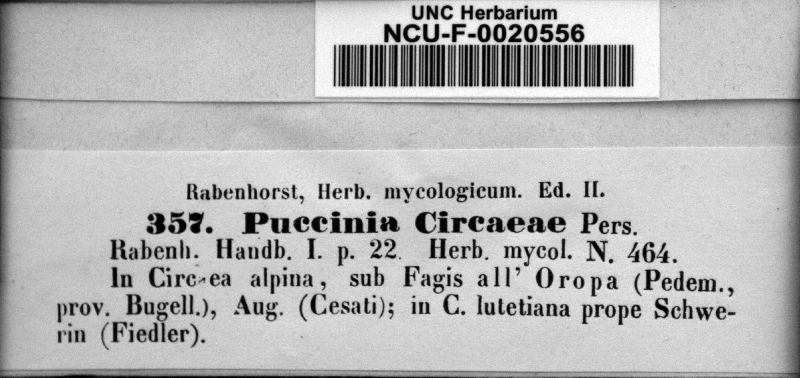 UNC Herbarium
NCU-F-0020556
Rabenhorst, Herb. mycologicum. Ed. II.
357. Puccinia Circaeae Pers.
Rabenh. Handb. I. p. 22. Herb. mycol. N. 464.
In Circaea alpina, sub Fagis all' Oropa (Pedem.,
prov. Bugell.), Aug. (Cesati); in C. lutetiana prope Schwe-
rin (Fiedler).